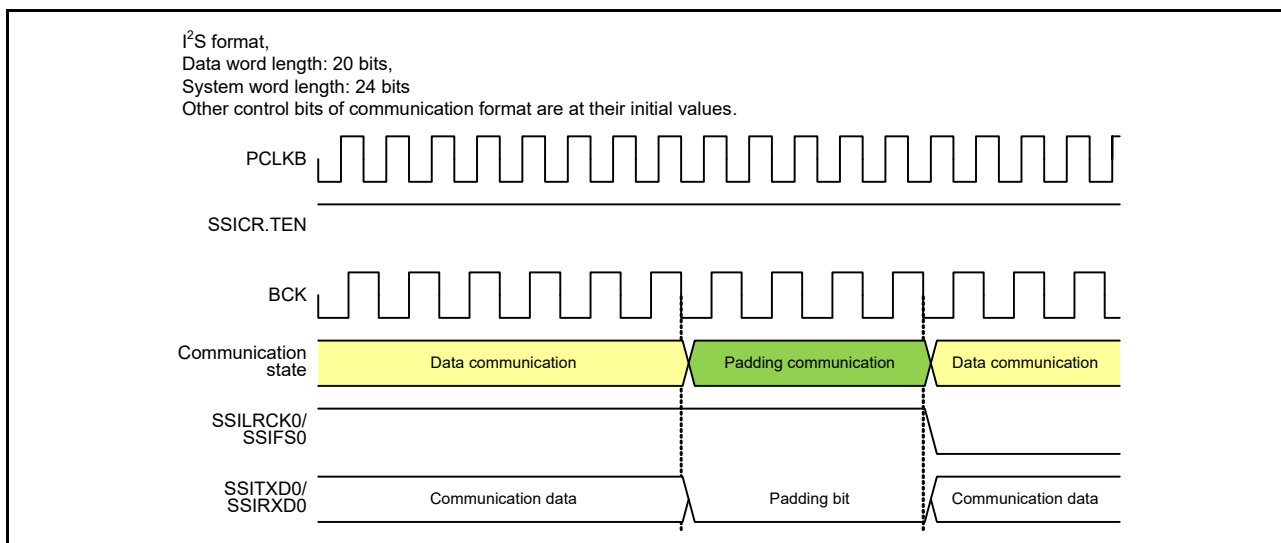 I²S format,
Data word length: 20 bits,
System word length: 24 bits
Other control bits of communication format are at their initial values.
PCLKB
SSICR.TEN
BCK
Communication
state
Data communication
Padding communication
Data communication
SSILRCK0/
SSIFS0
SSITXD0/
SSIRXD0
Communication data
Padding bit
Communication data